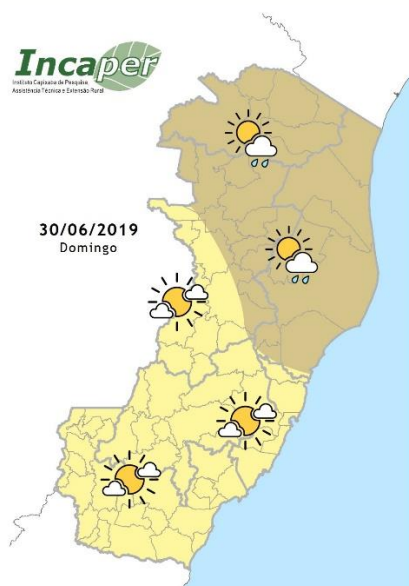 Incaper
Instituto Capixaba de Pesquisa,
Assistência Técnica e Extensão Rural
30/06/2019
Domingo